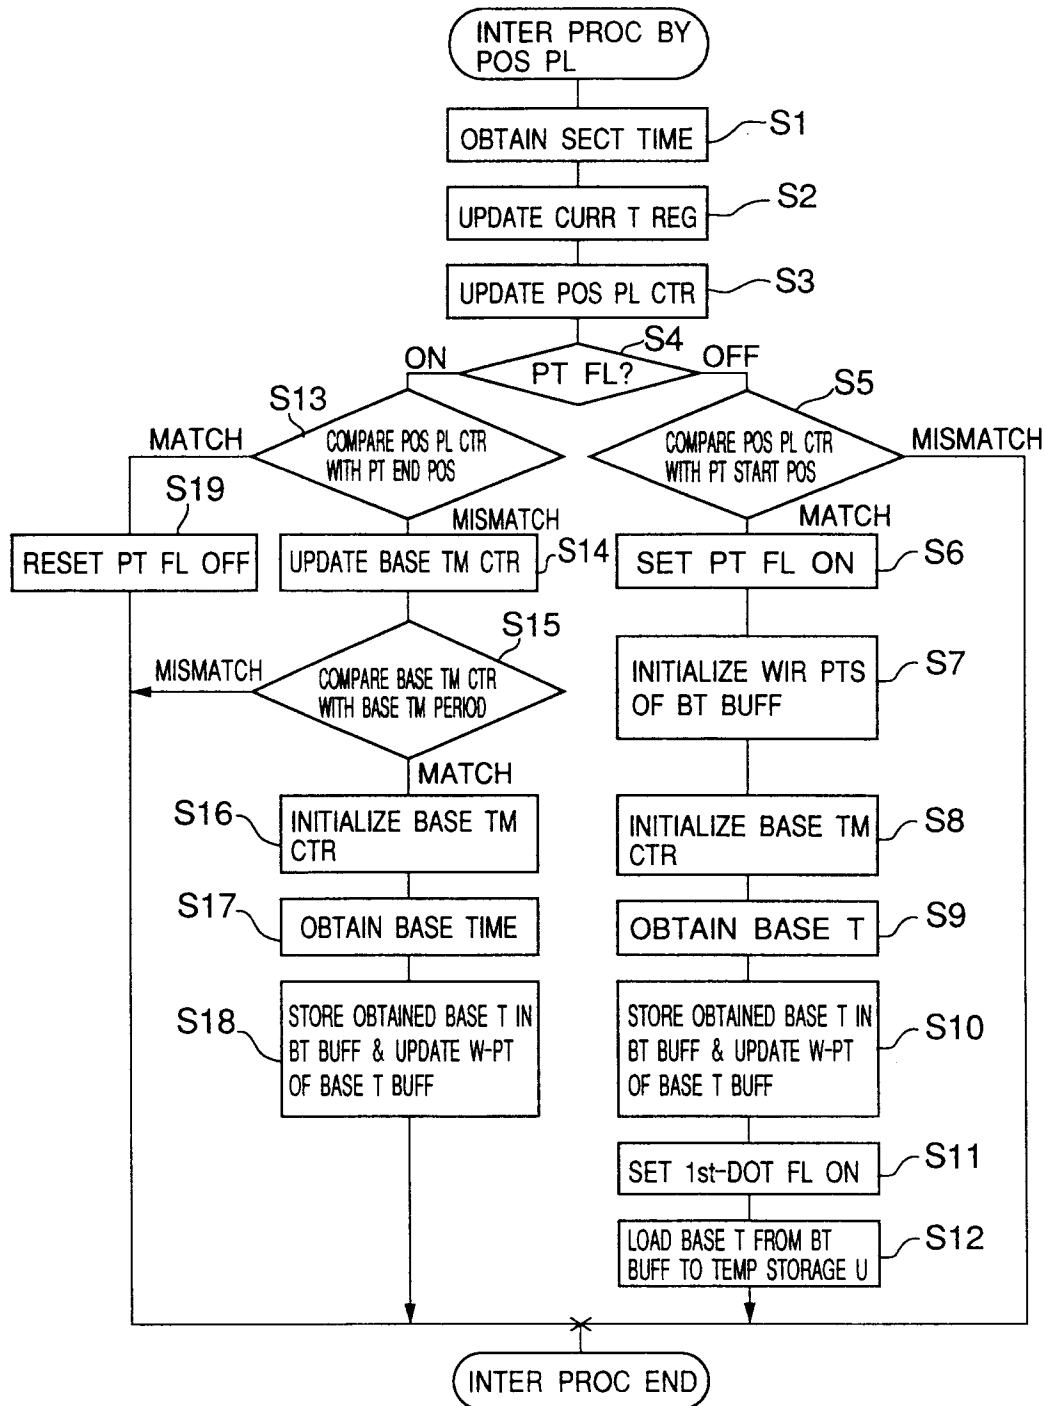 INTER PROC BY
POS PL
OBTAIN SECT TIME
S1
UPDATE CURR T REG
S2
UPDATE POS PL CTR
S3
S4
ON
PT FL?
OFF
S13
MATCH
COMPARE POS PL CTR
WITH PT END POS
MISMATCH
S5
COMPARE POS PL CTR
WITH PT START POS
MISMATCH
MATCH
S19
RESET PT FL OFF
UPDATE BASE TM CTR
S14
SET PT FL ON
S6
S15
MISMATCH
COMPARE BASE TM CTR
WITH BASE TM PERIOD
MATCH
INITIALIZE W/R PTS
OF BT BUFF
S7
S16
INITIALIZE BASE TM
CTR
INITIALIZE BASE TM
CTR
S8
S17
OBTAIN BASE TIME
OBTAIN BASE T
S9
S18
STORE OBTAINED BASE T IN
BT BUFF & UPDATE W-PT
OF BASE T BUFF
STORE OBTAINED BASE T IN
BT BUFF & UPDATE W-PT
OF BASE T BUFF
S10
SET 1st-DOT FL ON
S11
LOAD BASE T FROM BT
BUFF TO TEMP STORAGE U
S12
INTER PROC END